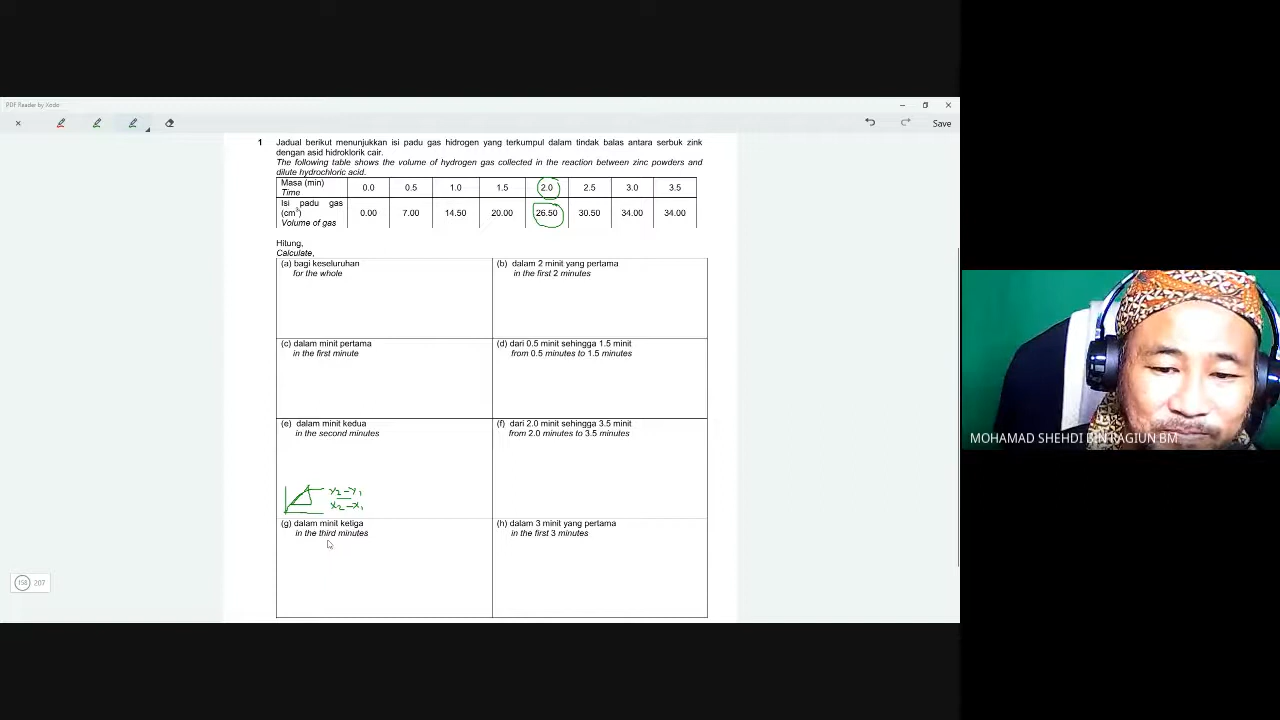 PDF Reader by Xodo
Save
1 Jadual berikut menunjukkan isi padu gas hidrogen yang terkumpul dalam tindak balas antara serbuk zink
dengan asid hidroklorik cair.
The following table shows the volume of hydrogen gas collected in the reaction between zinc powders and
dilute hydrochloric acid.
Masa (min)
Time
0.0 0.5 1.0 1.5 2.0 2.5 3.0 3.5
Isi padu gas
(cm³)
Volume of gas
0.00 7.00 14.50 20.00 26.50 30.50 34.00 34.00
Hitung,
Calculate,
(a) bagi keseluruhan
for the whole
(b) dalam 2 minit yang pertama
in the first 2 minutes
(c) dalam minit pertama
in the first minute
(d) dari 0.5 minit sehingga 1.5 minit
from 0.5 minutes to 1.5 minutes
(e) dalam minit kedua
in the second minutes
(f) dari 2.0 minit sehingga 3.5 minit
from 2.0 minutes to 3.5 minutes
Y₂-Y₁
X₂-X₁
(g) dalam minit ketiga
in the third minutes
(h) dalam 3 minit yang pertama
in the first 3 minutes
158 207
MOHAMAD SHEHDI BIN RAGIUN BM